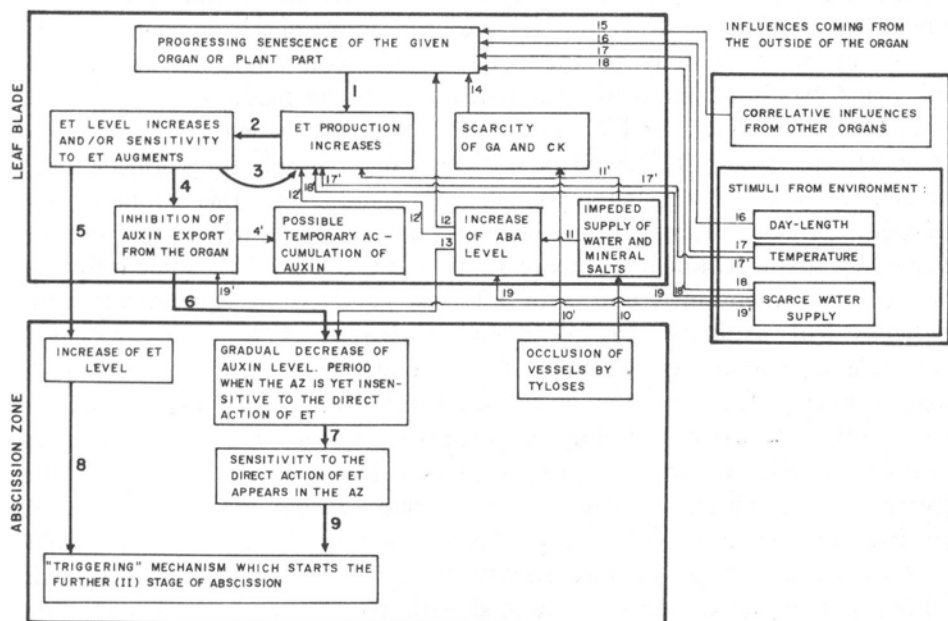 PROGRESSING SENESCENCE OF THE GIVEN
ORGAN OR PLANT PART
15
16
17
18
INFLUENCES COMING FROM
THE OUTSIDE OF THE ORGAN
LEAF BLADE
1
14
ET LEVEL INCREASES
AND/OR SENSITIVITY
TO ET AUGMENTS
2
3
ET PRODUCTION
INCREASES
SCARCITY
OF GA AND CK
CORRELATIVE INFLUENCES
FROM OTHER ORGANS
STIMULI FROM ENVIRONMENT :
11'
17'
18'
12'
17'
4
5
INHIBITION OF
AUXIN EXPORT
FROM THE ORGAN
4'
POSSIBLE
TEMPORARY AC-
CUMULATION OF
AUXIN
12'
12
13
INCREASE
OF ABA
LEVEL
11
IMPEDED
SUPPLY OF
WATER AND
MINERAL
SALTS
16
DAY-LENGTH
17
17'
TEMPERATURE
18
18'
19
19'
SCARCE WATER
SUPPLY
19'
19
6
10'
10
ABSCISSION ZONE
INCREASE OF ET
LEVEL
GRADUAL DECREASE OF
AUXIN LEVEL. PERIOD
WHEN THE AZ IS YET INSEN-
SITIVE TO THE DIRECT
ACTION OF ET
OCCLUSION OF
VESSELS BY
TYLOSES
7
8
SENSITIVITY TO THE
DIRECT ACTION OF ET
APPEARS IN THE AZ
9
"TRIGGERING" MECHANISM WHICH STARTS THE
FURTHER (II) STAGE OF ABSCISSION